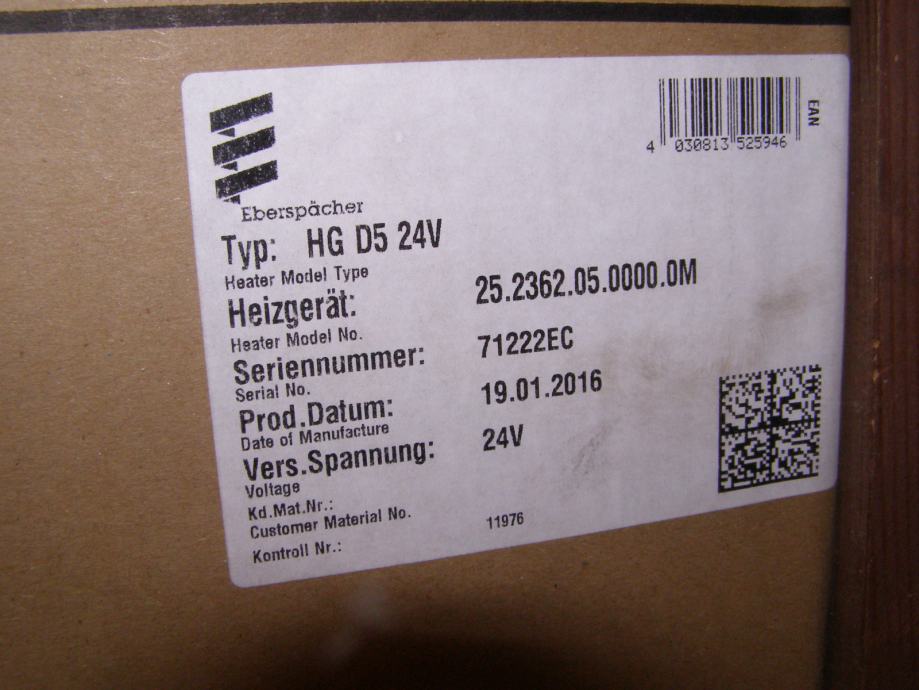 4 030813 525946
EAN
Eberspächer
Typ: HG D5 24V
Heater Model Type
Heizgerät: 25.2362.05.0000.0M
Heater Model No.
Seriennummer: 71222EC
Serial No.
Prod.Datum: 19.01.2016
Date of Manufacture
Vers.Spannung: 24V
Voltage
Kd.Mat.Nr.:
Customer Material No.
Kontroll Nr.: 11976